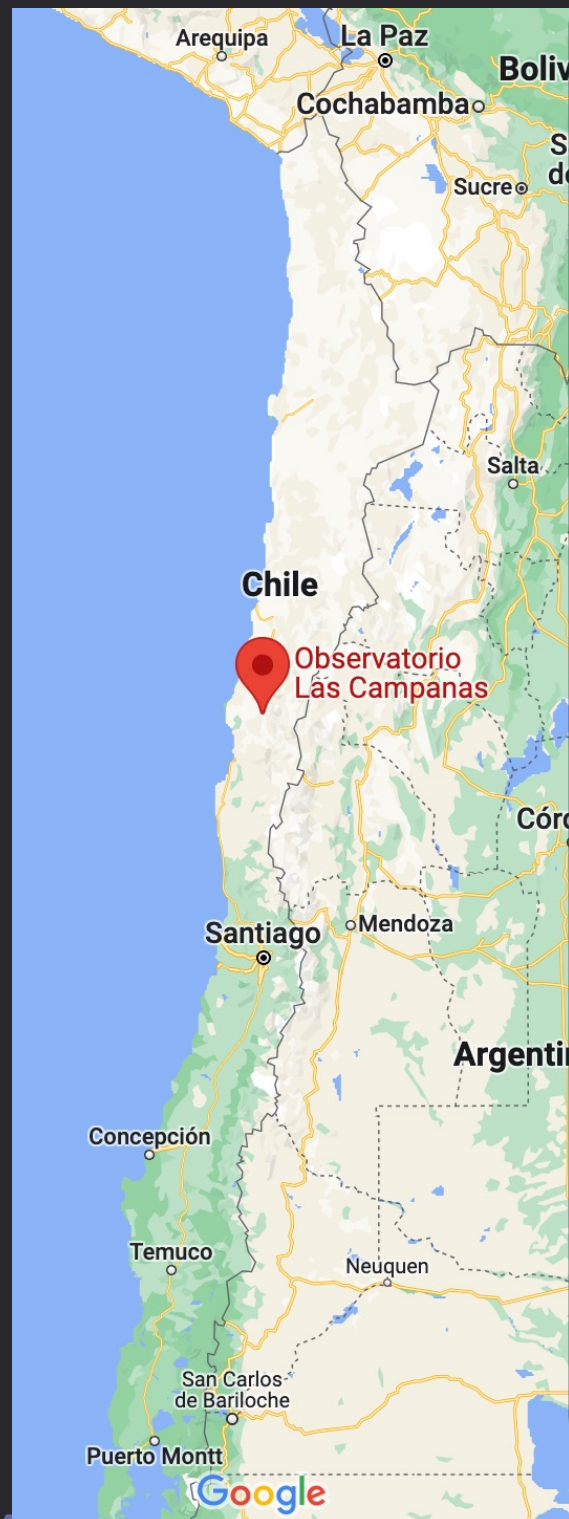 Arequipa
La Paz
Boliv
Cochabamba
S
de
Sucre
Salta
Chile
Observatorio
Las Campanas
Córd
Mendoza
Santiago
Argentin
Concepción
Temuco
Neuquen
San Carlos
de Bariloche
Puerto Montt
Google